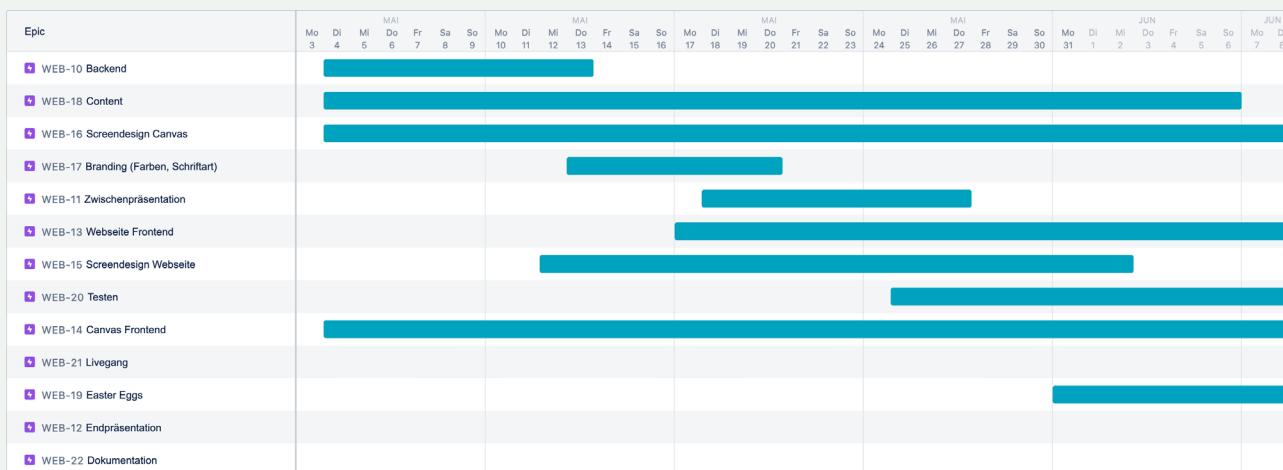 Epic
MAI MAI MAI MAI JUN JUN
Mo Di Mi Do Fr Sa So Mo Di Mi Do Fr Sa So Mo Di Mi Do Fr Sa So Mo Di Mi Do Fr Sa So Mo Di Mi Do Fr Sa So Mo
3 4 5 6 7 8 9 10 11 12 13 14 15 16 17 18 19 20 21 22 23 24 25 26 27 28 29 30 31 1 2 3 4 5 6 7
WEB-10 Backend
WEB-18 Content
WEB-16 Screendesign Canvas
WEB-17 Branding (Farben, Schriftart)
WEB-11 Zwischenpräsentation
WEB-13 Webseite Frontend
WEB-15 Screendesign Webseite
WEB-20 Testen
WEB-14 Canvas Frontend
WEB-21 Livegang
WEB-19 Easter Eggs
WEB-12 Endpräsentation
WEB-22 Dokumentation